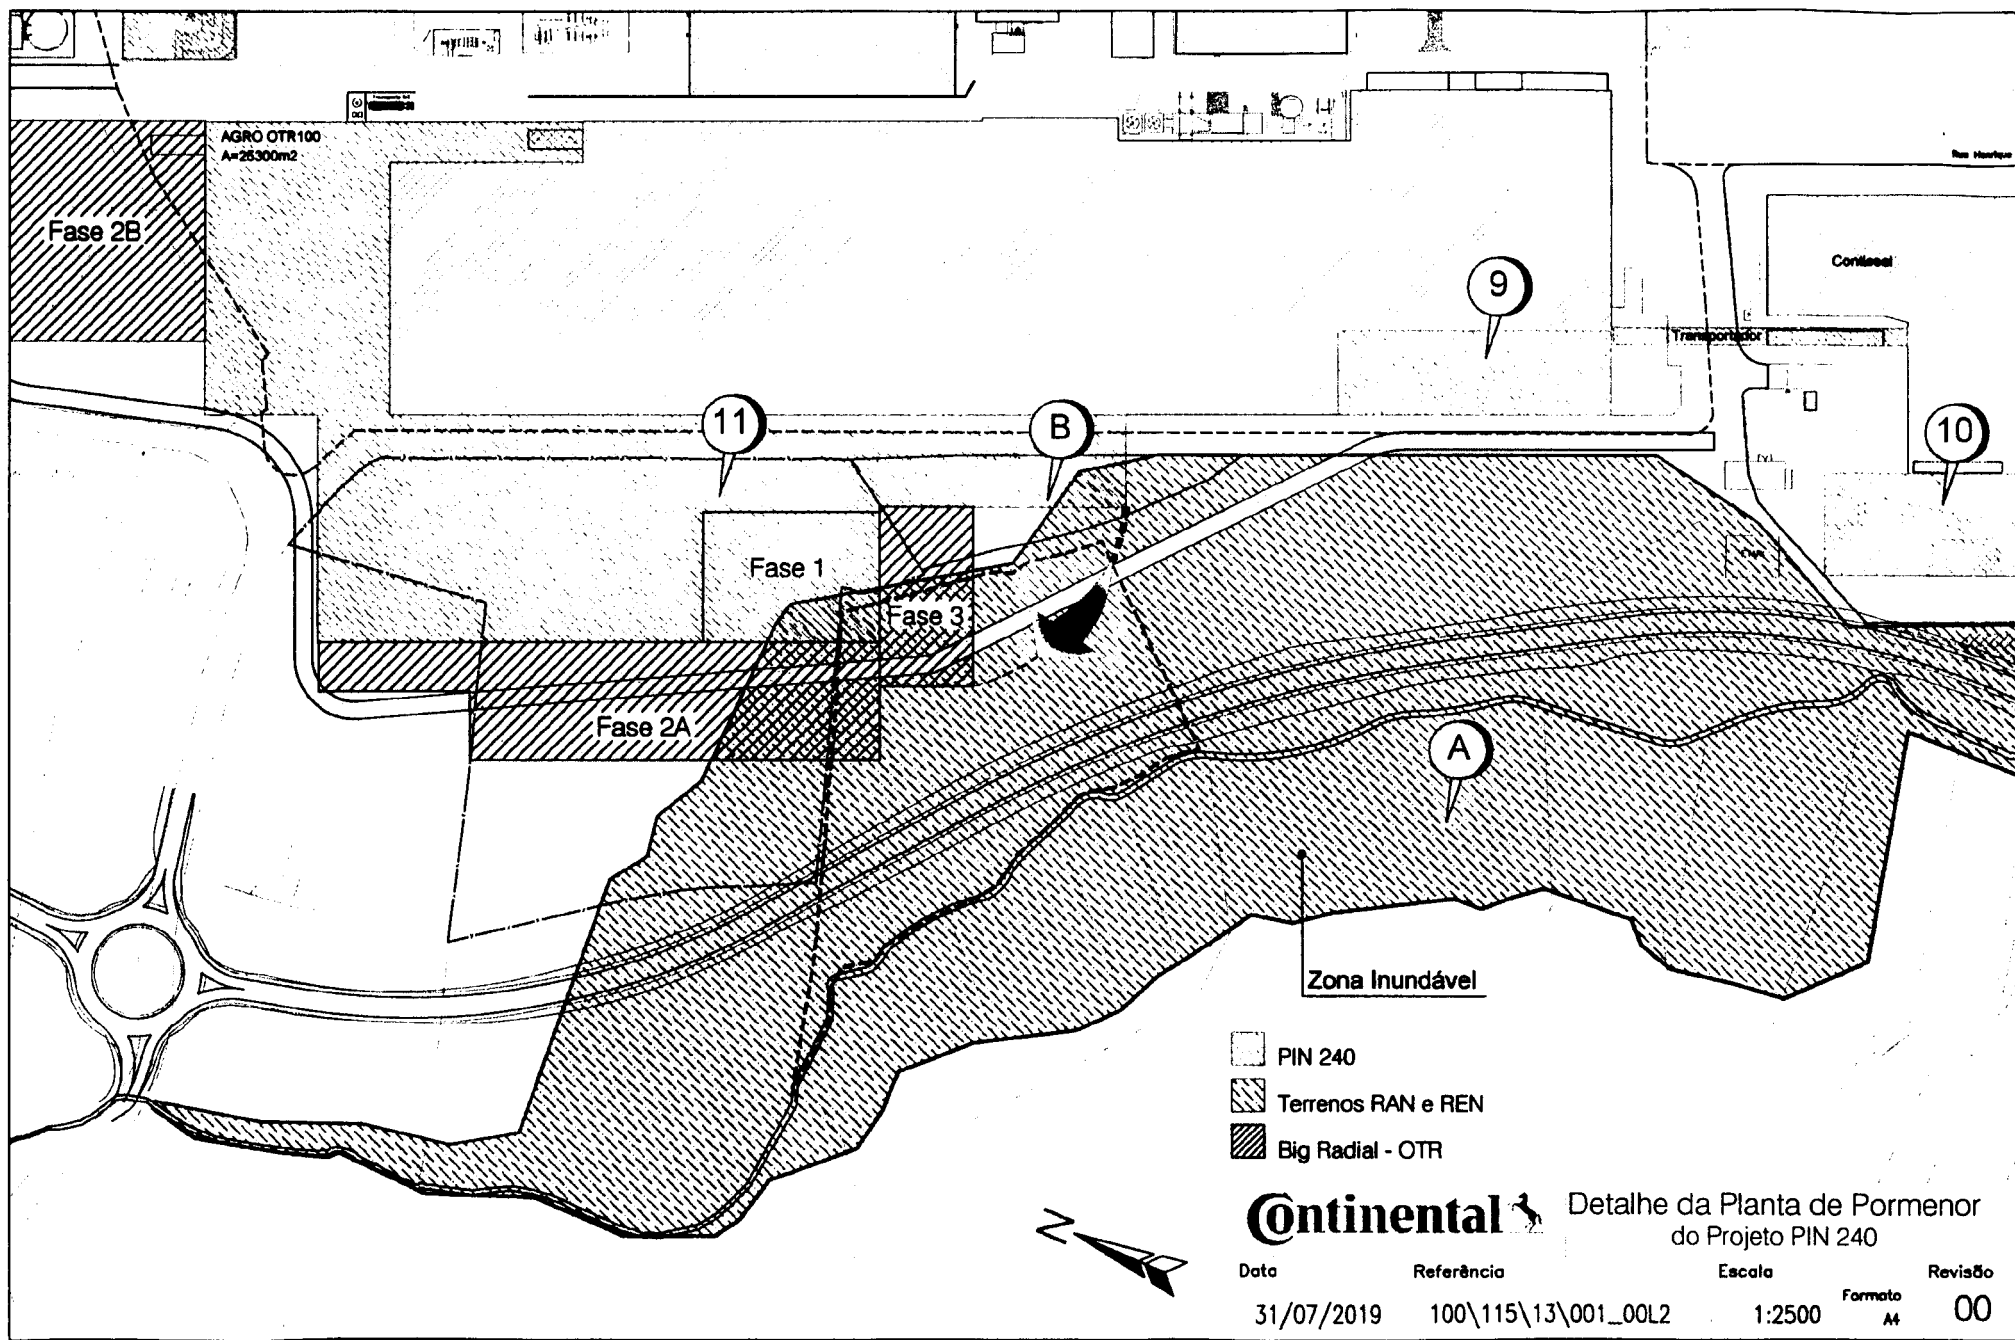 AGRO OTR100
A=25300m2
Fase 2B
Rua Henrique
9
Contiseal
Transportador
11
B
10
Fase 1
Fase 3
Fase 2A
A
Zona Inundável
PIN 240
Terrenos RAN e REN
Big Radial - OTR
N
Continental
Detalhe da Planta de Pormenor
do Projeto PIN 240
Data
Referência
Escala
Formato
Revisão
31/07/2019
100\115\13\001_00L2
1:2500
A4
00